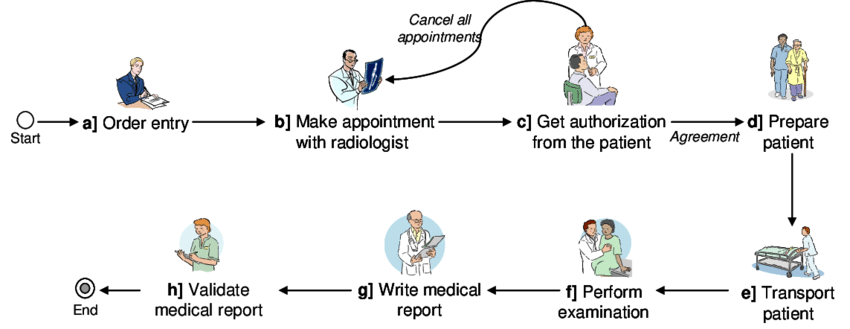 Cancel all
appointments
Start
a] Order entry
b] Make appointment
with radiologist
c] Get authorization
from the patient
Agreement
d] Prepare
patient
e] Transport
patient
f] Perform
examination
g] Write medical
report
h] Validate
medical report
End